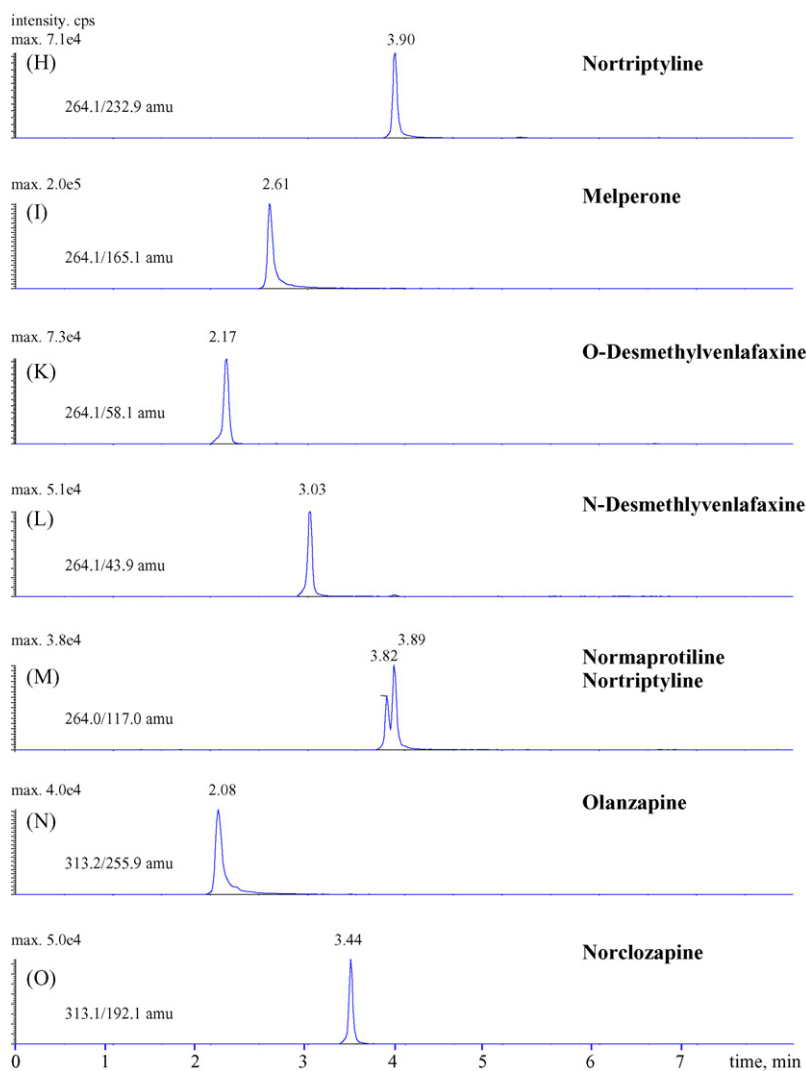 intensity. cps
max. 7.1e4
3.90
(H)
Nortriptyline
264.1/232.9 amu
max. 2.0e5
2.61
Melperone
(I)
264.1/165.1 amu
max. 7.3e4
2.17
O-Desmethylvenlafaxine
(K)
264.1/58.1 amu
max. 5.1e4
3.03
N-Desmethlyvenlafaxine
(L)
264.1/43.9 amu
max. 3.8e4
3.89
3.82
Normaprotiline
Nortriptyline
(M)
264.0/117.0 amu
max. 4.0e4
2.08
Olanzapine
(N)
313.2/255.9 amu
max. 5.0e4
3.44
Norclozapine
(O)
313.1/192.1 amu
0 1 2 3 4 5 6 7 time, min